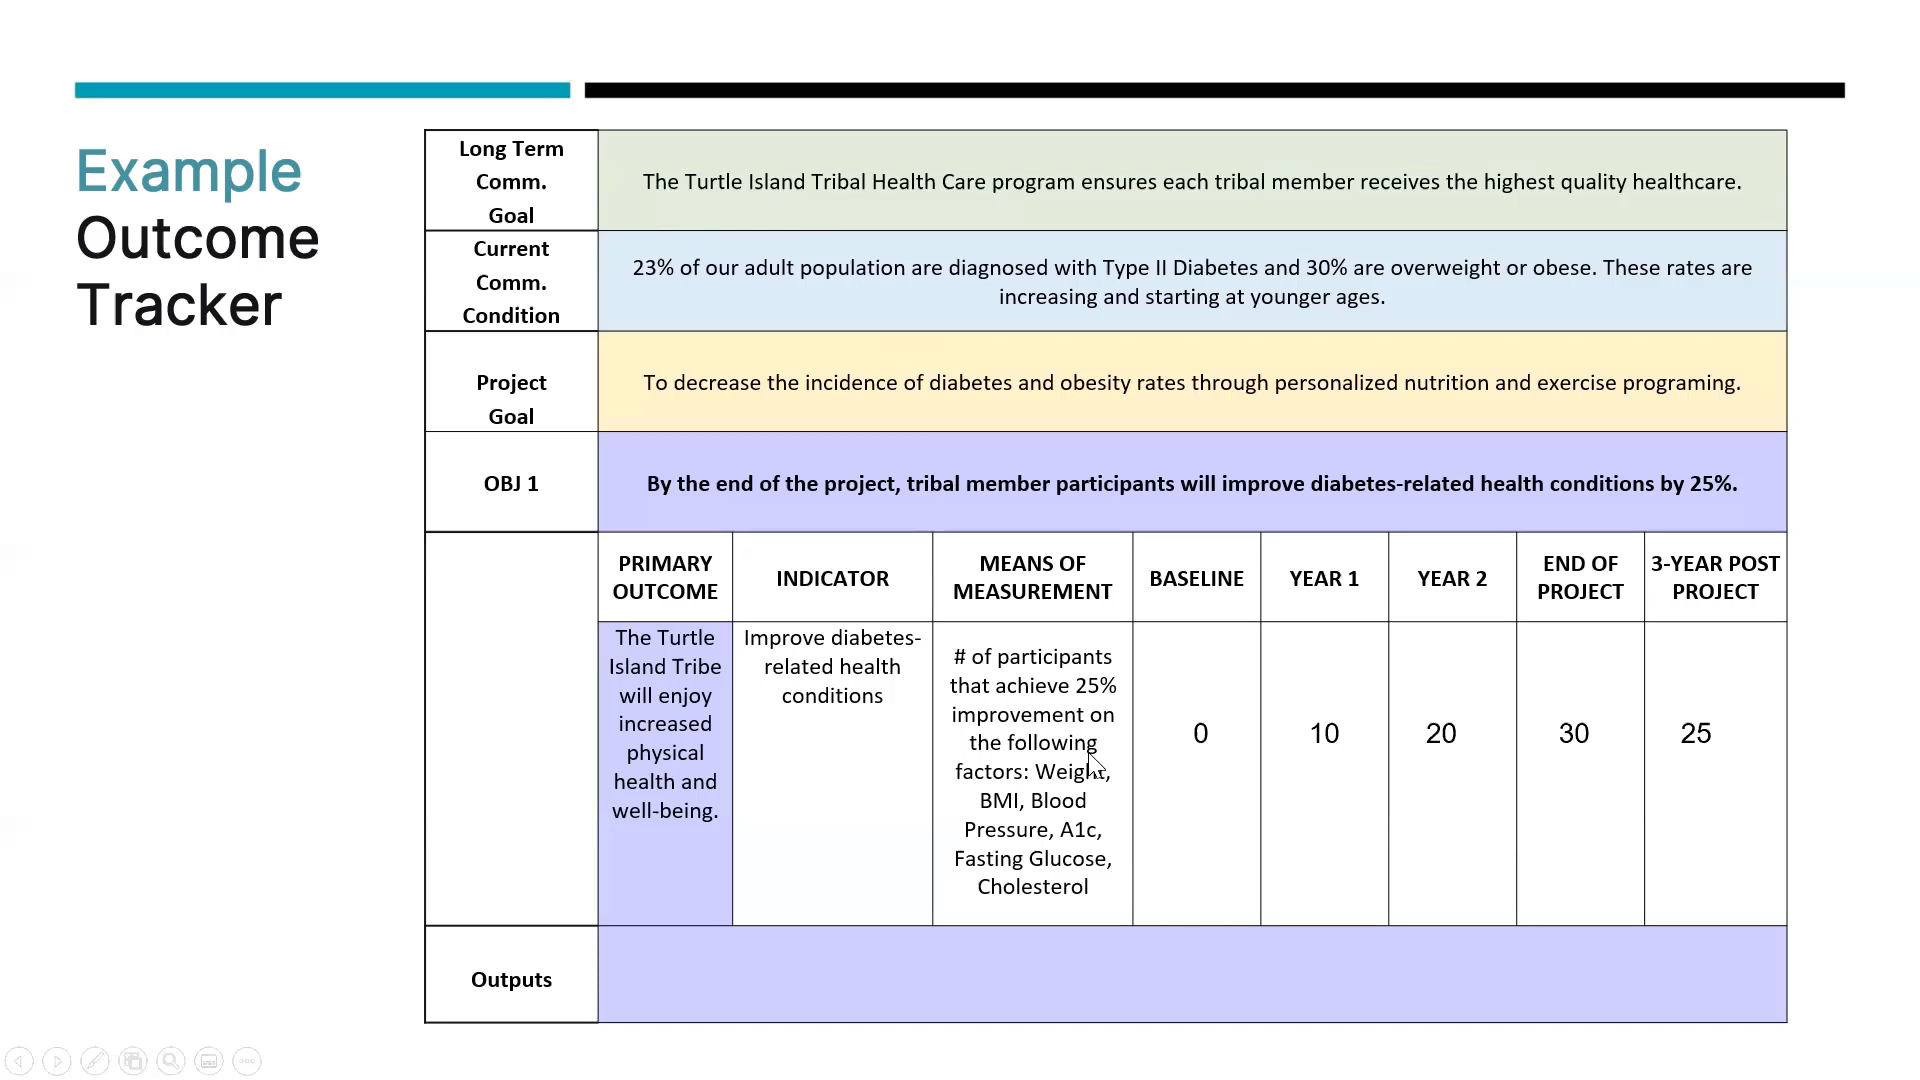 Example
Outcome
Tracker
Long Term
Comm.
Goal
The Turtle Island Tribal Health Care program ensures each tribal member receives the highest quality healthcare.
Current
Comm.
Condition
23% of our adult population are diagnosed with Type II Diabetes and 30% are overweight or obese. These rates are
increasing and starting at younger ages.
Project
Goal
To decrease the incidence of diabetes and obesity rates through personalized nutrition and exercise programing.
OBJ 1
By the end of the project, tribal member participants will improve diabetes-related health conditions by 25%.
PRIMARY
OUTCOME
INDICATOR
MEANS OF
MEASUREMENT
BASELINE
YEAR 1
YEAR 2
END OF
PROJECT
3-YEAR POST
PROJECT
The Turtle
Island Tribe
will enjoy
increased
physical
health and
well-being.
Improve diabetes-
related health
conditions
# of participants
that achieve 25%
improvement on
the following
factors: Weight,
BMI, Blood
Pressure, A1c,
Fasting Glucose,
Cholesterol
0
10
20
30
25
Outputs